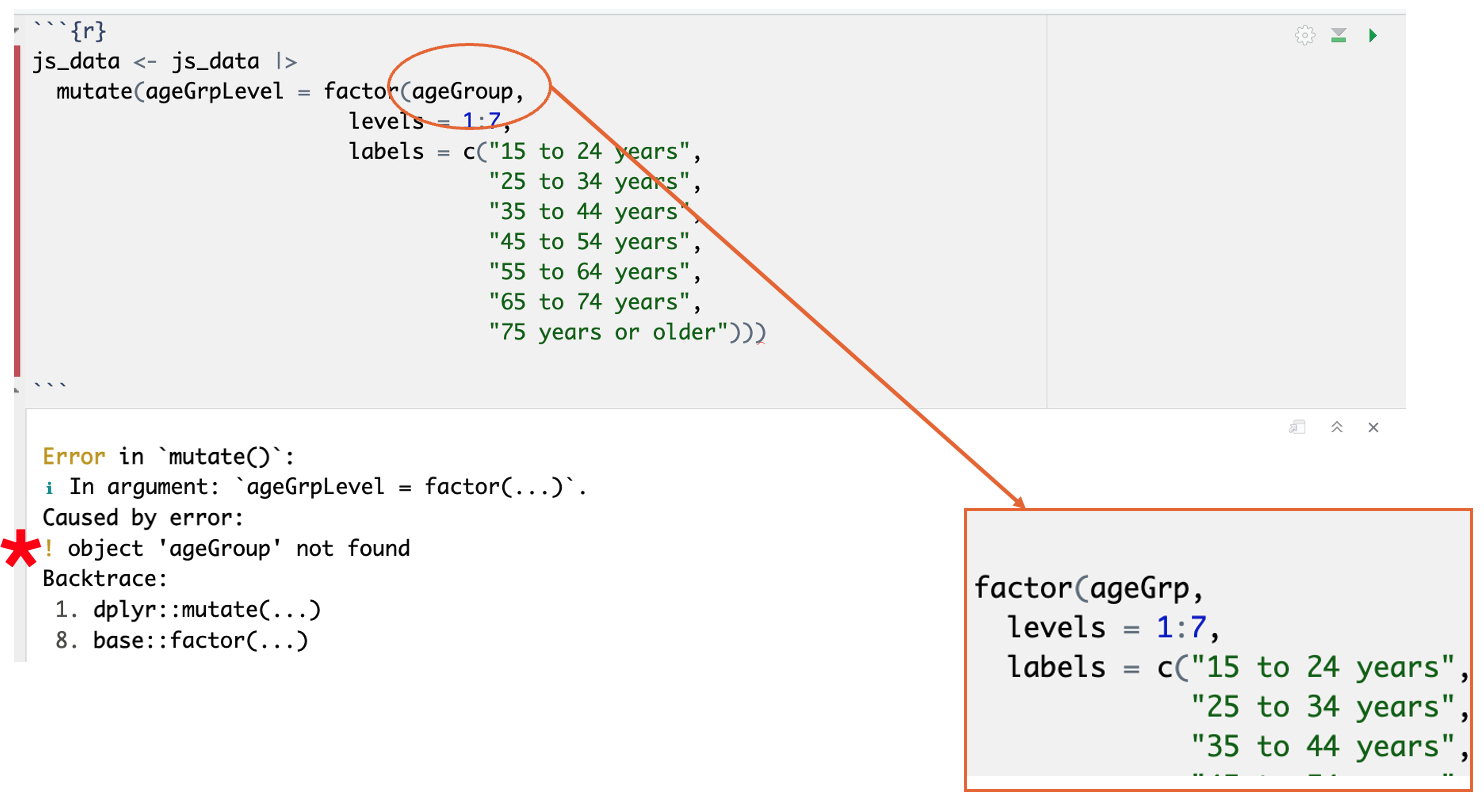 ```{r}
js_data <- js_data |>
  mutate(ageGrpLevel = factor(ageGroup,
                         levels = 1:7,
                         labels = c("15 to 24 years",
                                    "25 to 34 years",
                                    "35 to 44 years",
                                    "45 to 54 years",
                                    "55 to 64 years",
                                    "65 to 74 years",
                                    "75 years or older")))
```
Error in `mutate()`:
ℹ In argument: `ageGrpLevel = factor(...)`.
Caused by error:
* ! object 'ageGroup' not found
Backtrace:
 1. dplyr::mutate(...)
 8. base::factor(...)
factor(ageGrp,
  levels = 1:7,
  labels = c("15 to 24 years",
             "25 to 34 years",
             "35 to 44 years",